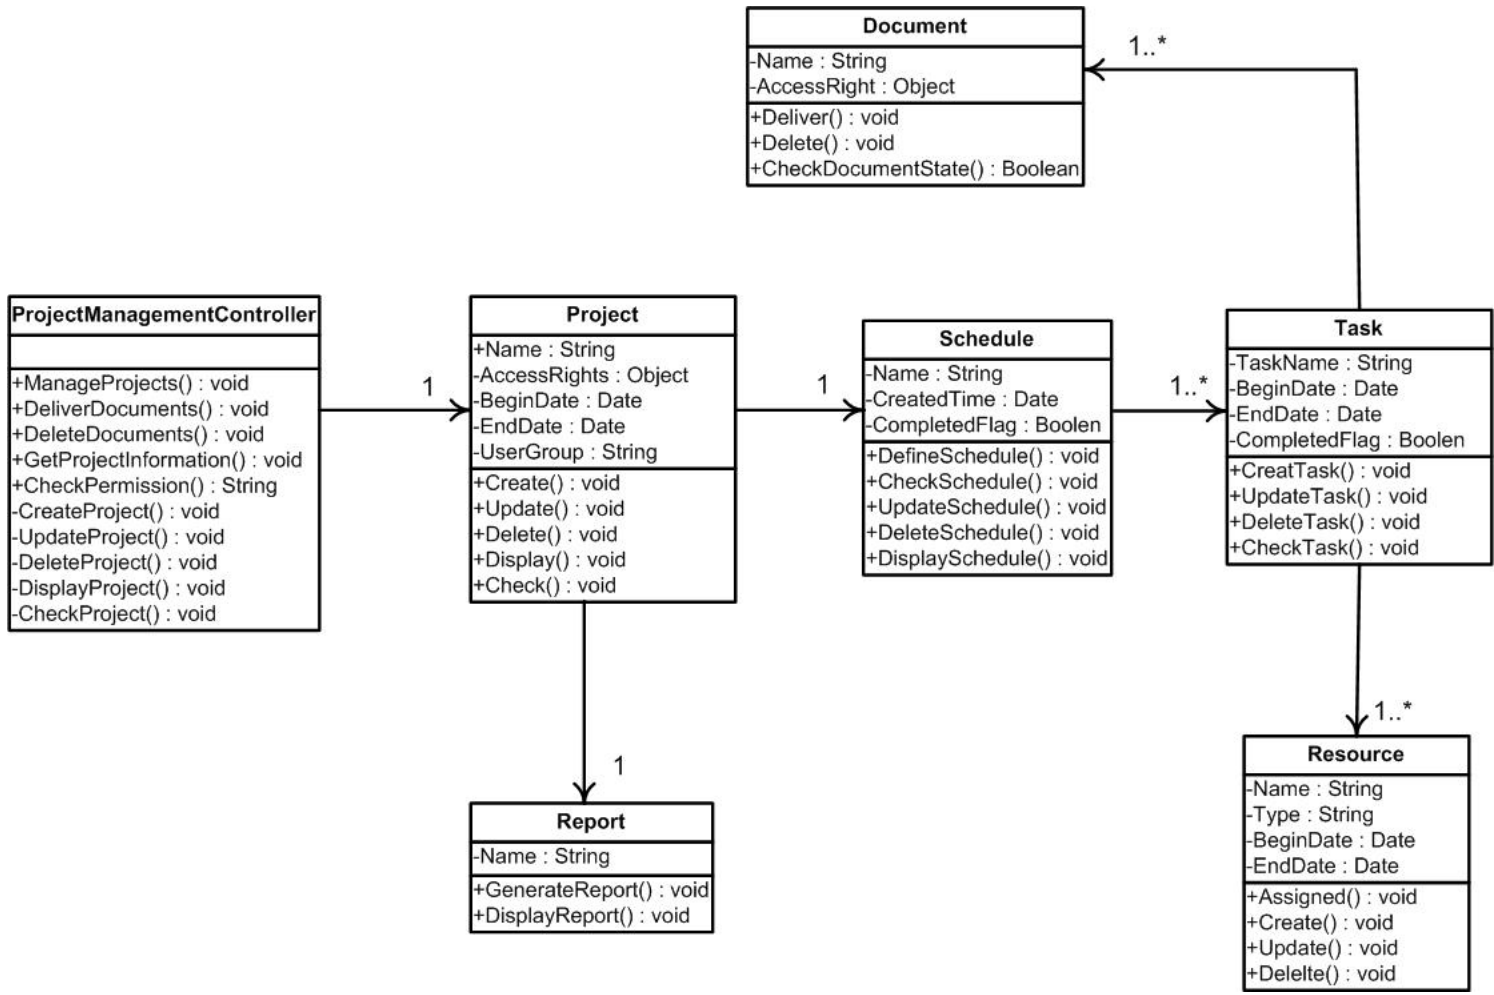 Document
-Name : String
-AccessRight : Object
+Deliver() : void
+Delete() : void
+CheckDocumentState() : Boolean
1..*
ProjectManagementController
+ManageProjects() : void
+DeliverDocuments() : void
+DeleteDocuments() : void
+GetProjectInformation() : void
+CheckPermission() : String
-CreateProject() : void
-UpdateProject() : void
-DeleteProject() : void
-DisplayProject() : void
-CheckProject() : void
1
Project
+Name : String
-AccessRights : Object
-BeginDate : Date
-EndDate : Date
-UserGroup : String
+Create() : void
+Update() : void
+Delete() : void
+Display() : void
+Check() : void
1
Schedule
-Name : String
-CreatedTime : Date
-CompletedFlag : Boolen
+DefineSchedule() : void
+CheckSchedule() : void
+UpdateSchedule() : void
+DeleteSchedule() : void
+DisplaySchedule() : void
1..*
Task
-TaskName : String
-BeginDate : Date
-EndDate : Date
-CompletedFlag : Boolen
+CreatTask() : void
+UpdateTask() : void
+DeleteTask() : void
+CheckTask() : void
1
Report
-Name : String
+GenerateReport() : void
+DisplayReport() : void
1..*
Resource
-Name : String
-Type : String
-BeginDate : Date
-EndDate : Date
+Assigned() : void
+Create() : void
+Update() : void
+Delelte() : void